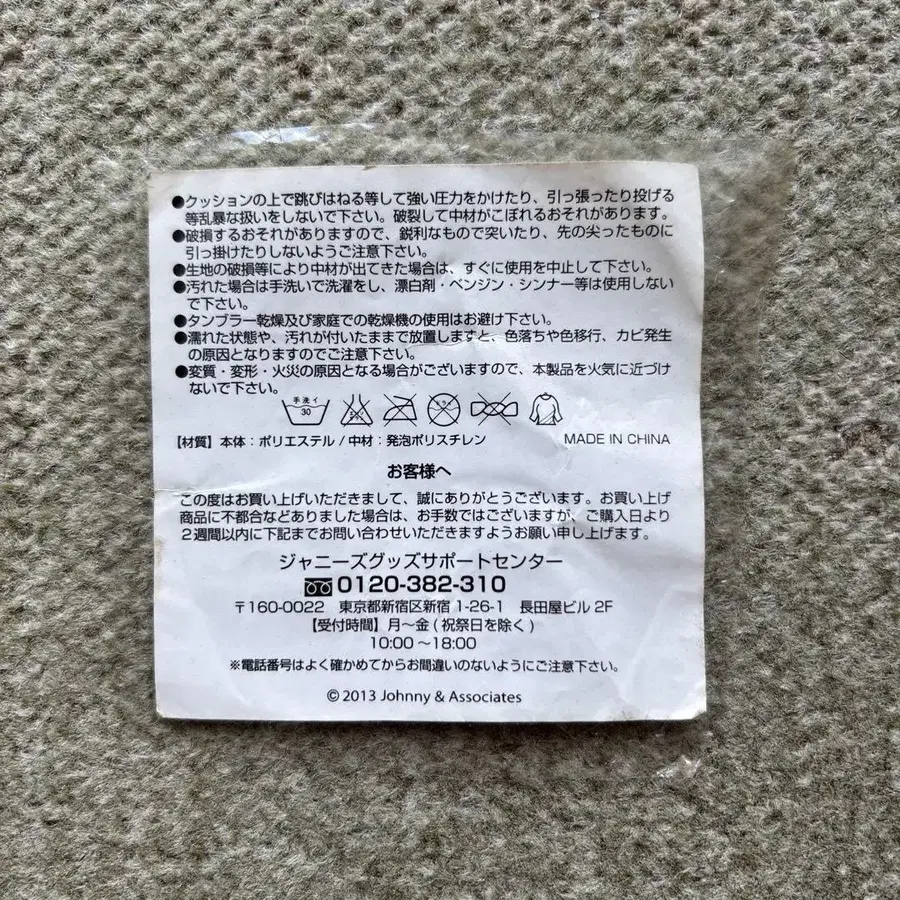 ●クッションの上で跳びはねる等して強い圧力をかけたり、引っ張ったり投げる
等乱暴な扱いをしないで下さい。破裂して中材がこぼれるおそれがあります。
●破損するおそれがありますので、鋭利なもので突いたり、先の尖ったものに
引っ掛けたりしないようご注意下さい。
●生地の破損等により中材が出てきた場合は、すぐに使用を中止して下さい。
●汚れた場合は手洗いで洗濯をし、漂白剤・ベンジン・シンナー等は使用しない
で下さい。
●タンブラー乾燥及び家庭での乾燥機の使用はお避け下さい。
●濡れた状態や、汚れが付いたままで放置しますと、色落ちや色移行、カビ発生
の原因となりますのでご注意下さい。
●変質・変形・火災の原因となる場合がございますので、本製品を火気に近づけ
ないで下さい。
手洗イ
30
【材質】本体：ポリエステル / 中材：発泡ポリスチレン MADE IN CHINA
お客様へ
この度はお買い上げいただきまして、誠にありがとうございます。お買い上げ
商品に不都合などありました場合は、お手数ではございますが、ご購入日より
2週間以内に下記までお問い合わせいただきますようお願い申し上げます。
ジャニーズグッズサポートセンター
0120-382-310
〒160-0022 東京都新宿区新宿 1-26-1 長田屋ビル 2F
【受付時間】月～金 ( 祝祭日を除く )
10:00～18:00
※電話番号はよく確かめてからお間違いのないようにご注意下さい。
© 2013 Johnny & Associates